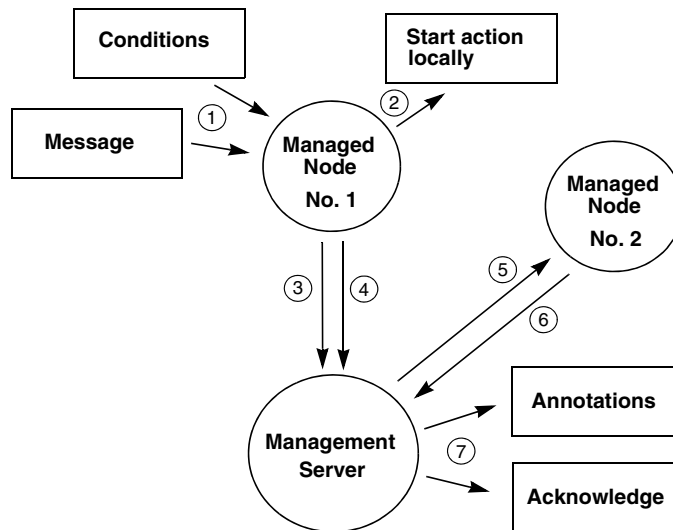 Conditions
Start action
locally
1
2
Message
Managed
Node
No. 1
Managed
Node
No. 2
3
4
5
6
Annotations
Management
Server
7
Acknowledge